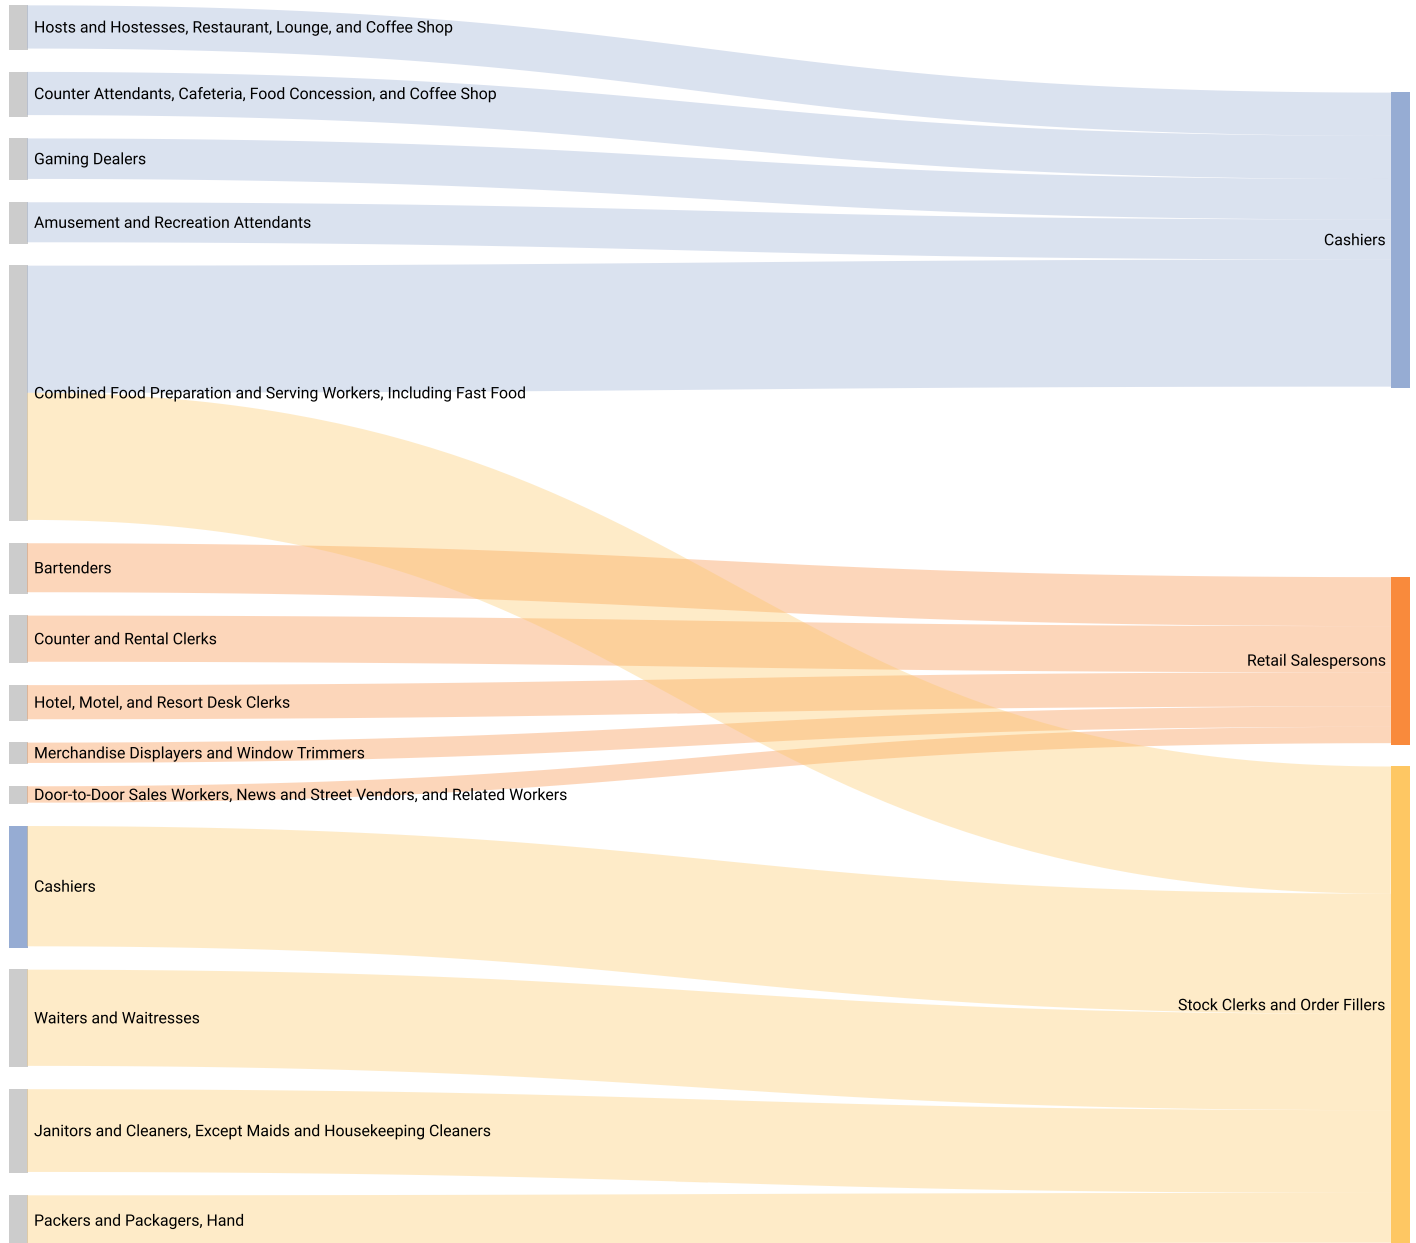 Hosts and Hostesses, Restaurant, Lounge, and Coffee Shop
Counter Attendants, Cafeteria, Food Concession, and Coffee Shop
Gaming Dealers
Amusement and Recreation Attendants
Cashiers
Combined Food Preparation and Serving Workers, Including Fast Food
Bartenders
Counter and Rental Clerks
Retail Salespersons
Hotel, Motel, and Resort Desk Clerks
Merchandise Displayers and Window Trimmers
Door-to-Door Sales Workers, News and Street Vendors, and Related Workers
Cashiers
Stock Clerks and Order Fillers
Waiters and Waitresses
Janitors and Cleaners, Except Maids and Housekeeping Cleaners
Packers and Packagers, Hand